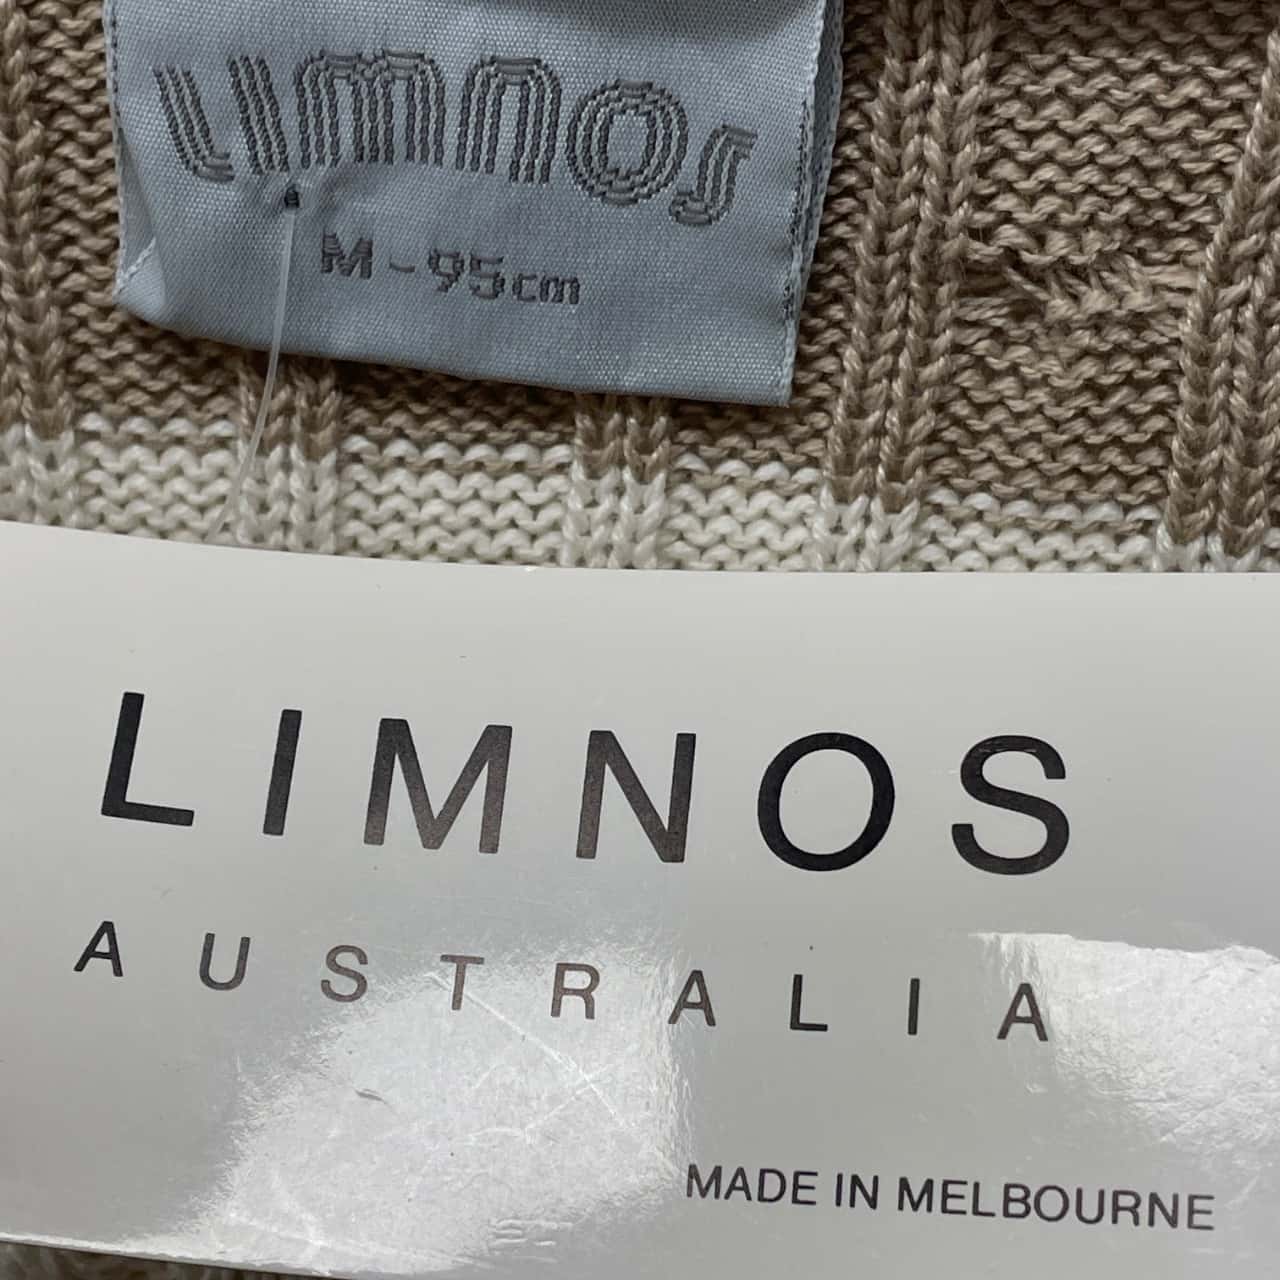 LIMNOS
M - 95cm
LIMNOS
AUSTRALIA
MADE IN MELBOURNE